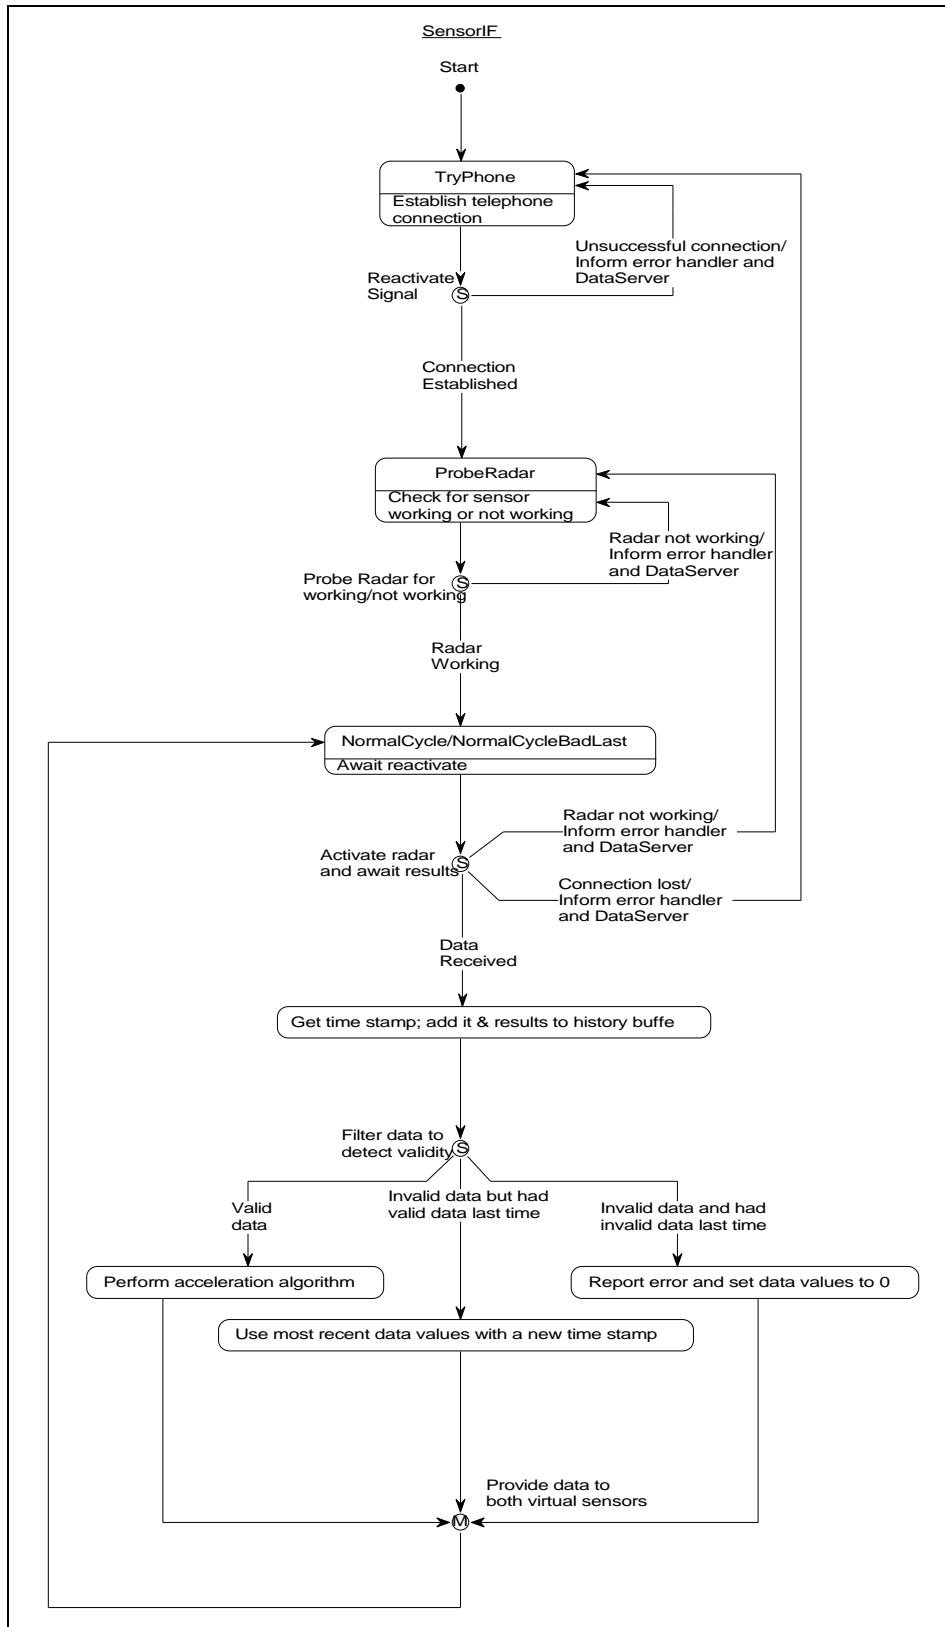 SensorIF
Start
TryPhone
Establish telephone
connection
Unsuccessful connection/
Inform error handler and
DataServer
Reactivate
Signal
S
Connection
Established
ProbeRadar
Check for sensor
working or not working
Radar not working/
Inform error handler
and DataServer
Probe Radar for
working/not working
S
Radar
Working
NormalCycle/NormalCycleBadLast
Await reactivate
Radar not working/
Inform error handler
and DataServer
Activate radar
and await results
S
Connection lost/
Inform error handler
and DataServer
Data
Received
Get time stamp; add it & results to history buffe
Filter data to
detect validity
S
Valid
data
Invalid data but had
valid data last time
Invalid data and had
invalid data last time
Perform acceleration algorithm
Report error and set data values to 0
Use most recent data values with a new time stamp
Provide data to
both virtual sensors
M